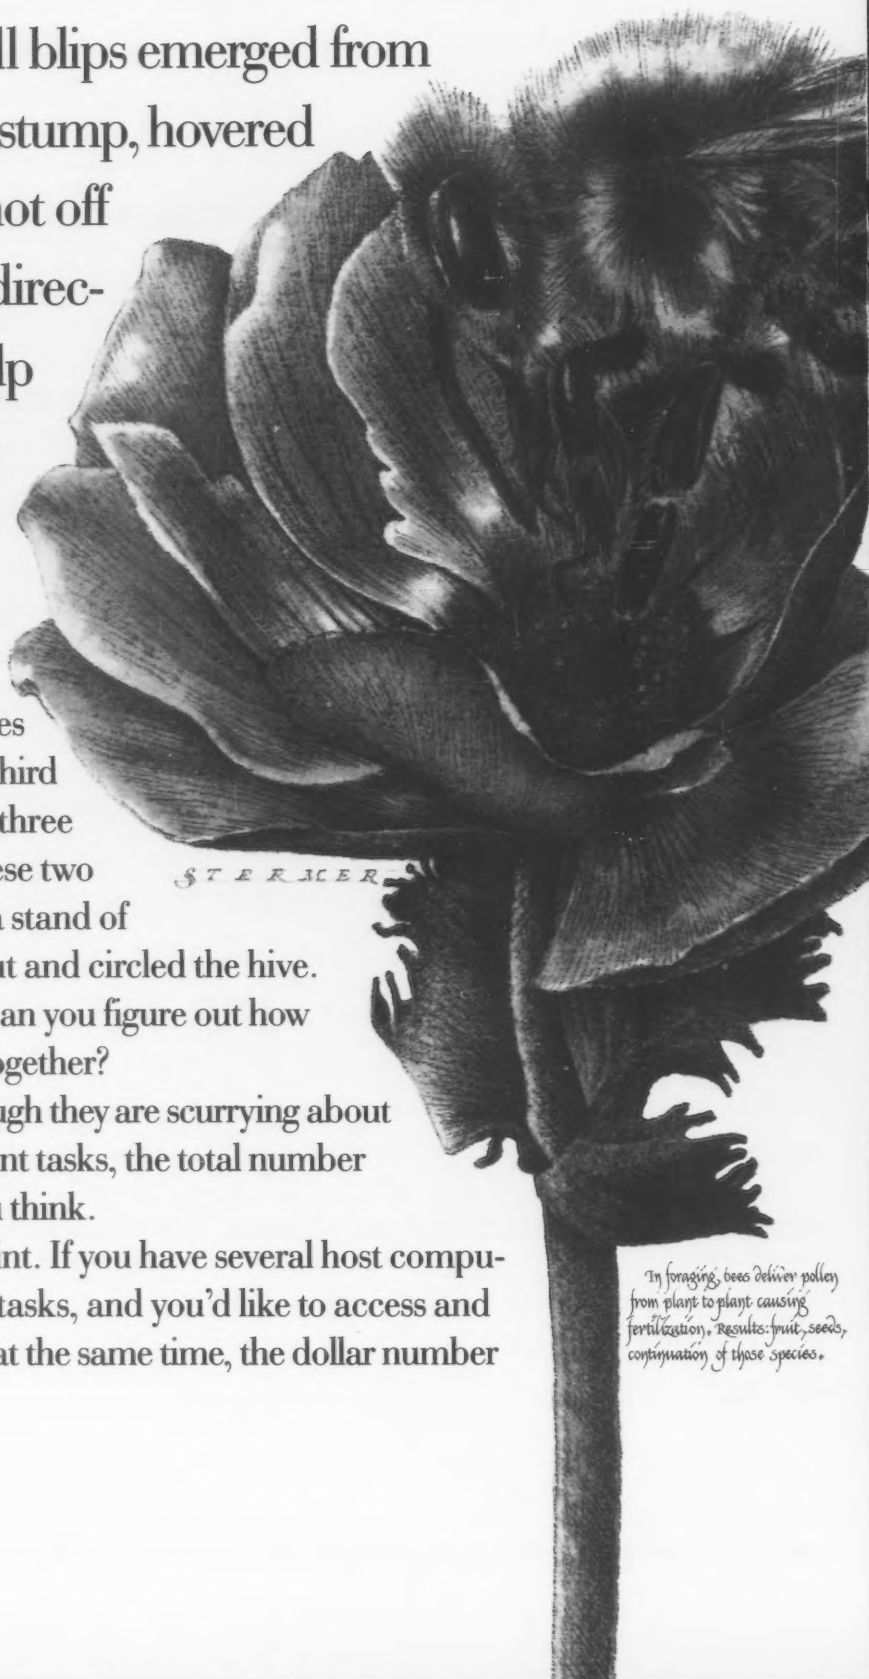 ll blips emerged from
stump, hovered
ot off
direc-
lp
es
hird
three
ese two
a stand of
ut and circled the hive.
an you figure out how
ogether?
ugh they are scurrying about
nt tasks, the total number
u think.
int. If you have several host compu-
tasks, and you’d like to access and
at the same time, the dollar number
STERMER
In foraging, bees deliver pollen
from plant to plant causing
fertilization. Results: fruit, seeds,
continuation of those species.